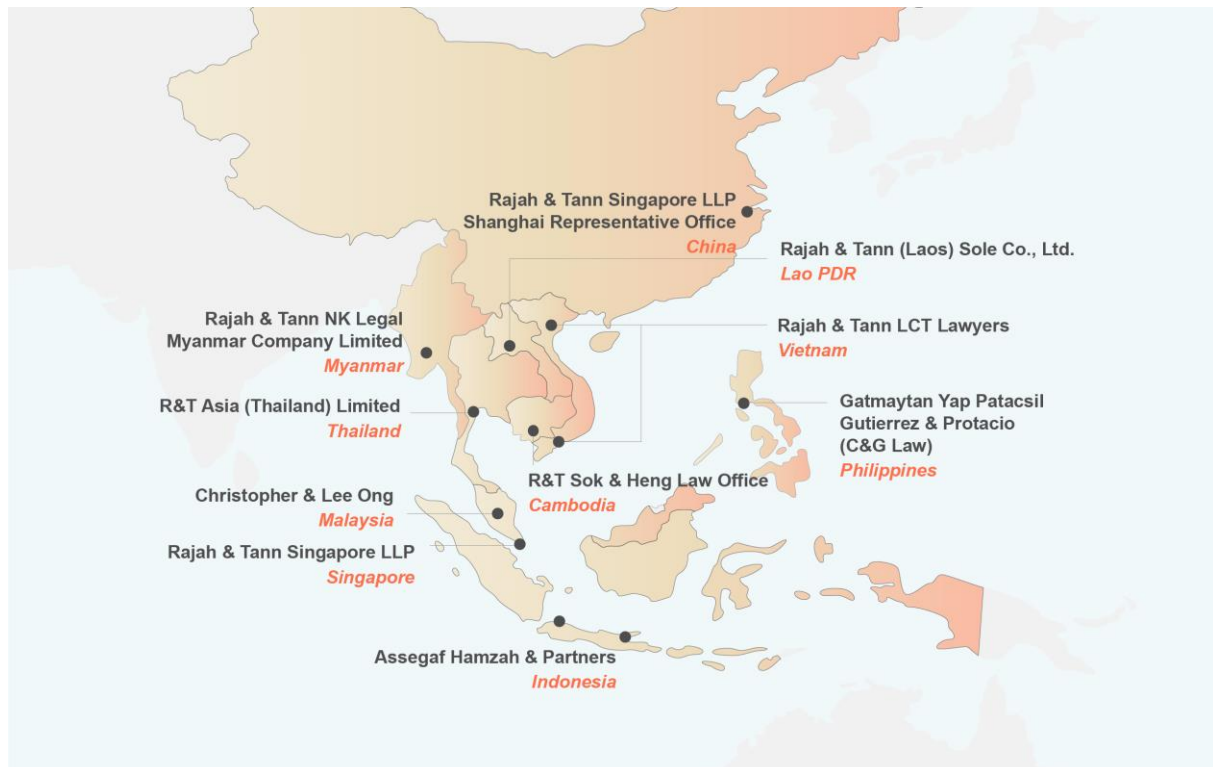 Rajah & Tann Singapore LLP
Shanghai Representative Office
China
Rajah & Tann (Laos) Sole Co., Ltd.
Lao PDR
Rajah & Tann NK Legal
Myanmar Company Limited
Myanmar
Rajah & Tann LCT Lawyers
Vietnam
R&T Asia (Thailand) Limited
Thailand
Gatmaytan Yap Patacsil
Gutierrez & Protacio
(C&G Law)
Philippines
R&T Sok & Heng Law Office
Cambodia
Christopher & Lee Ong
Malaysia
Rajah & Tann Singapore LLP
Singapore
Assegaf Hamzah & Partners
Indonesia